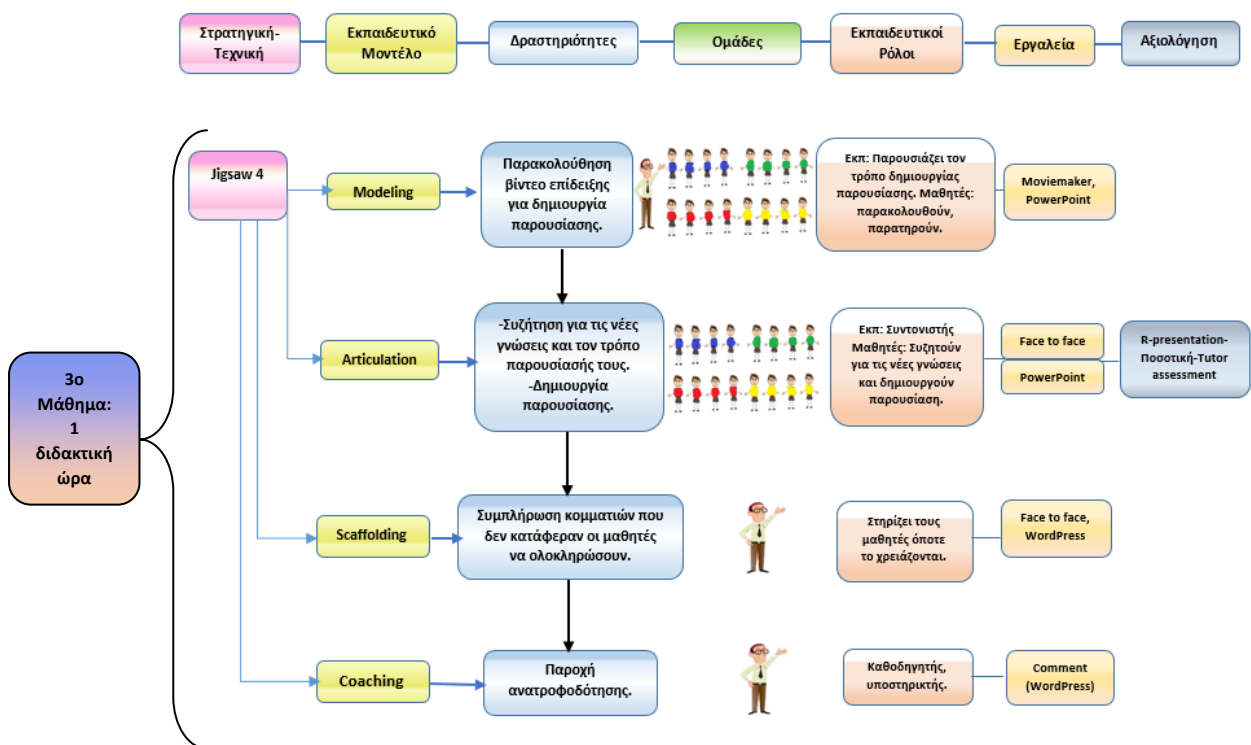 Στρατηγική-
Τεχνική
Εκπαιδευτικό
Μοντέλο
Δραστηριότητες
Ομάδες
Εκπαιδευτικοί
Ρόλοι
Εργαλεία
Αξιολόγηση
3ο
Μάθημα:
1
διδακτική
ώρα
Jigsaw 4
Modeling
Παρακολούθηση
βίντεο επίδειξης
για δημιουργία
παρουσίασης.
Εκπ: Παρουσιάζει τον
τρόπο δημιουργίας
παρουσίασης. Μαθητές:
παρακολουθούν,
παρατηρούν.
Moviemaker,
PowerPoint
Articulation
-Συζήτηση για τις νέες
γνώσεις και τον τρόπο
παρουσίασής τους.
-Δημιουργία
παρουσίασης.
Εκπ: Συντονιστής
Μαθητές: Συζητούν
για τις νέες γνώσεις
και δημιουργούν
παρουσίαση.
Face to face
PowerPoint
R-presentation-
Ποσοτική-Tutor
assessment
Scaffolding
Συμπλήρωση κομματιών που
δεν κατάφεραν οι μαθητές
να ολοκληρώσουν.
Στηρίζει τους
μαθητές όποτε
το χρειάζονται.
Face to face,
WordPress
Coaching
Παροχή
ανατροφοδότησης.
Καθοδηγητής,
υποστηρικτής.
Comment
(WordPress)